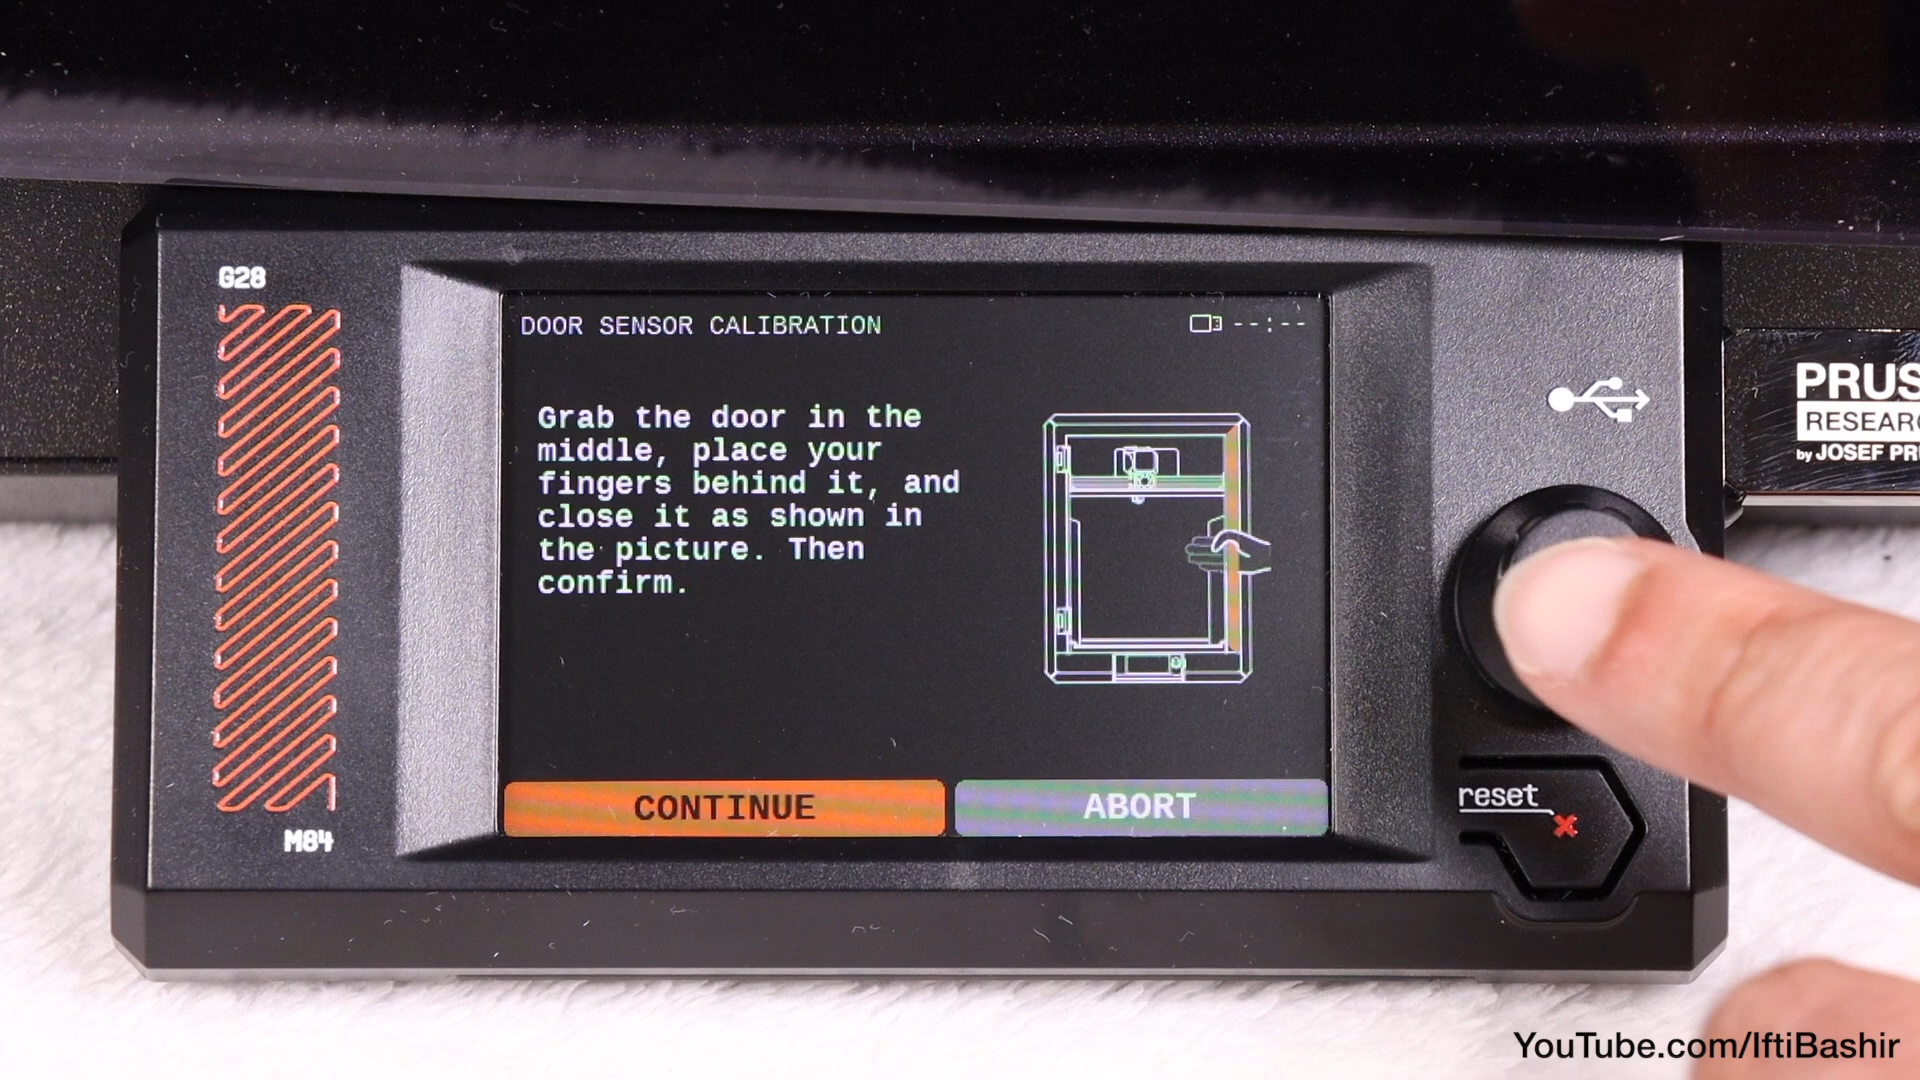 G28
DOOR SENSOR CALIBRATION
--:--
Grab the door in the
middle, place your
fingers behind it, and
close it as shown in
the picture. Then
confirm.
CONTINUE
ABORT
M84
reset
PRUS
RESEARC
by JOSEF PR
YouTube.com/IftiBashir